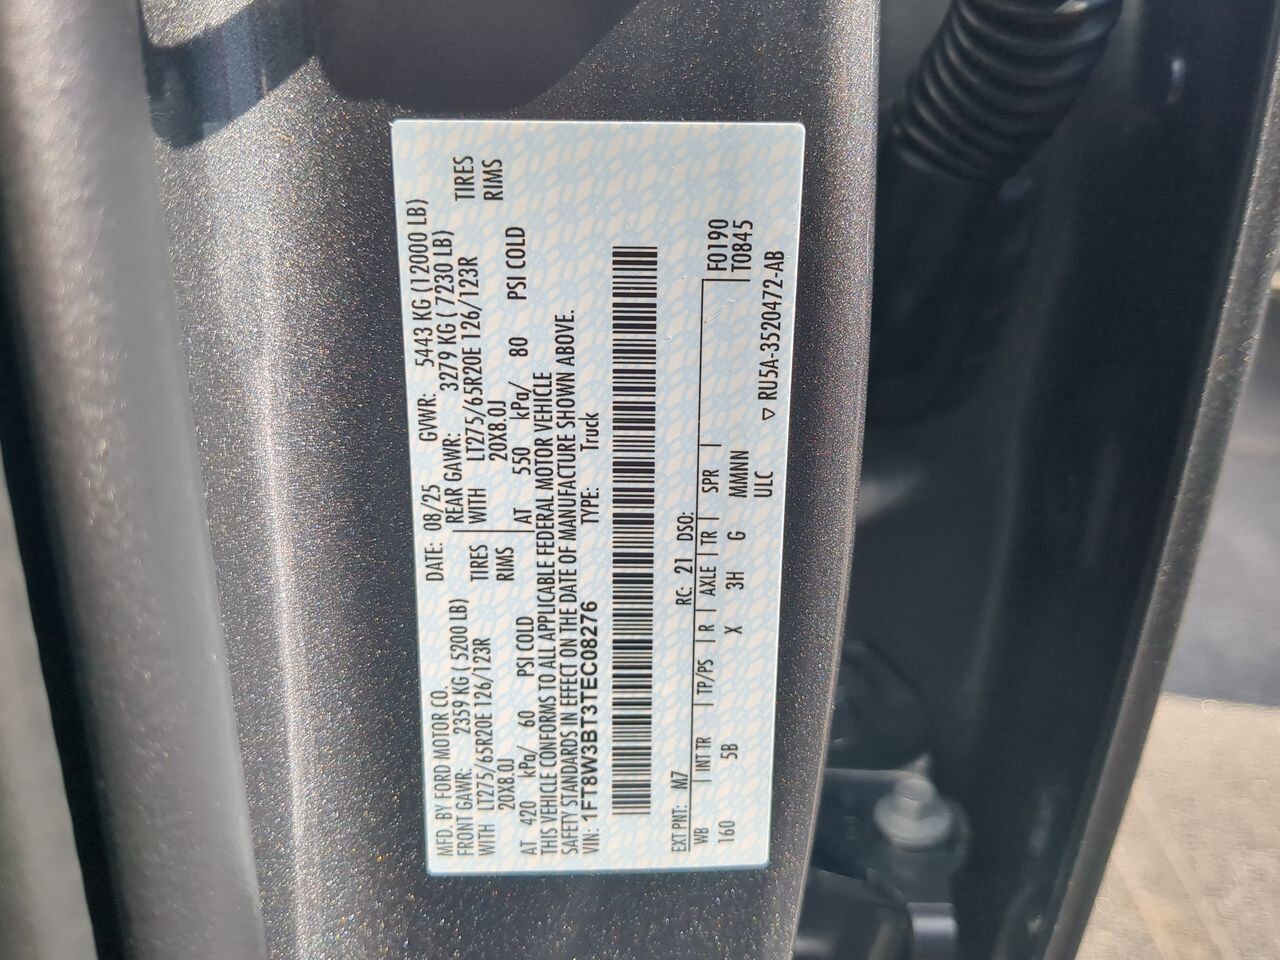 MFD. BY FORD MOTOR CO. DATE: 08/25 GVWR: 5443 KG (12000 LB)
FRONT GAWR: 2359 KG ( 5200 LB) REAR GAWR: 3279 KG ( 7230 LB)
WITH LT275/65R20E 126/123R TIRES WITH LT275/65R20E 126/123R TIRES
20X8.0J RIMS 20X8.0J RIMS
AT 420 kPa/ 60 PSI COLD AT 550 kPa/ 80 PSI COLD
THIS VEHICLE CONFORMS TO ALL APPLICABLE FEDERAL MOTOR VEHICLE
SAFETY STANDARDS IN EFFECT ON THE DATE OF MANUFACTURE SHOWN ABOVE.
VIN: 1FT8W3BT3TEC08276 TYPE: Truck
EXT PNT: M7 RC: 21 DSO:
WB INT TR TP/PS R AXLE TR SPR F0190
160 5B X 3H G MANNN T0845
ULC
▽ RU5A-3520472-AB